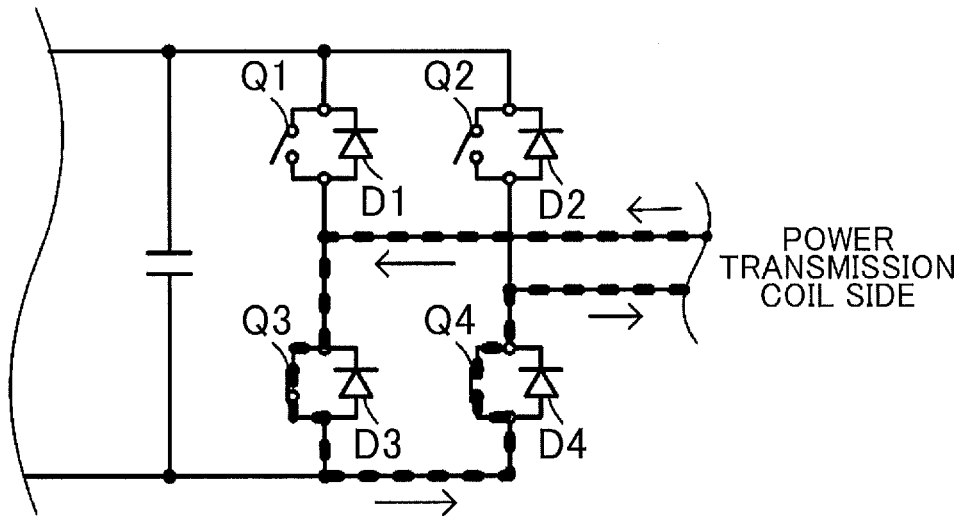 Q1
Q2
D1
D2
POWER
TRANSMISSION
COIL SIDE
Q3
Q4
D3
D4